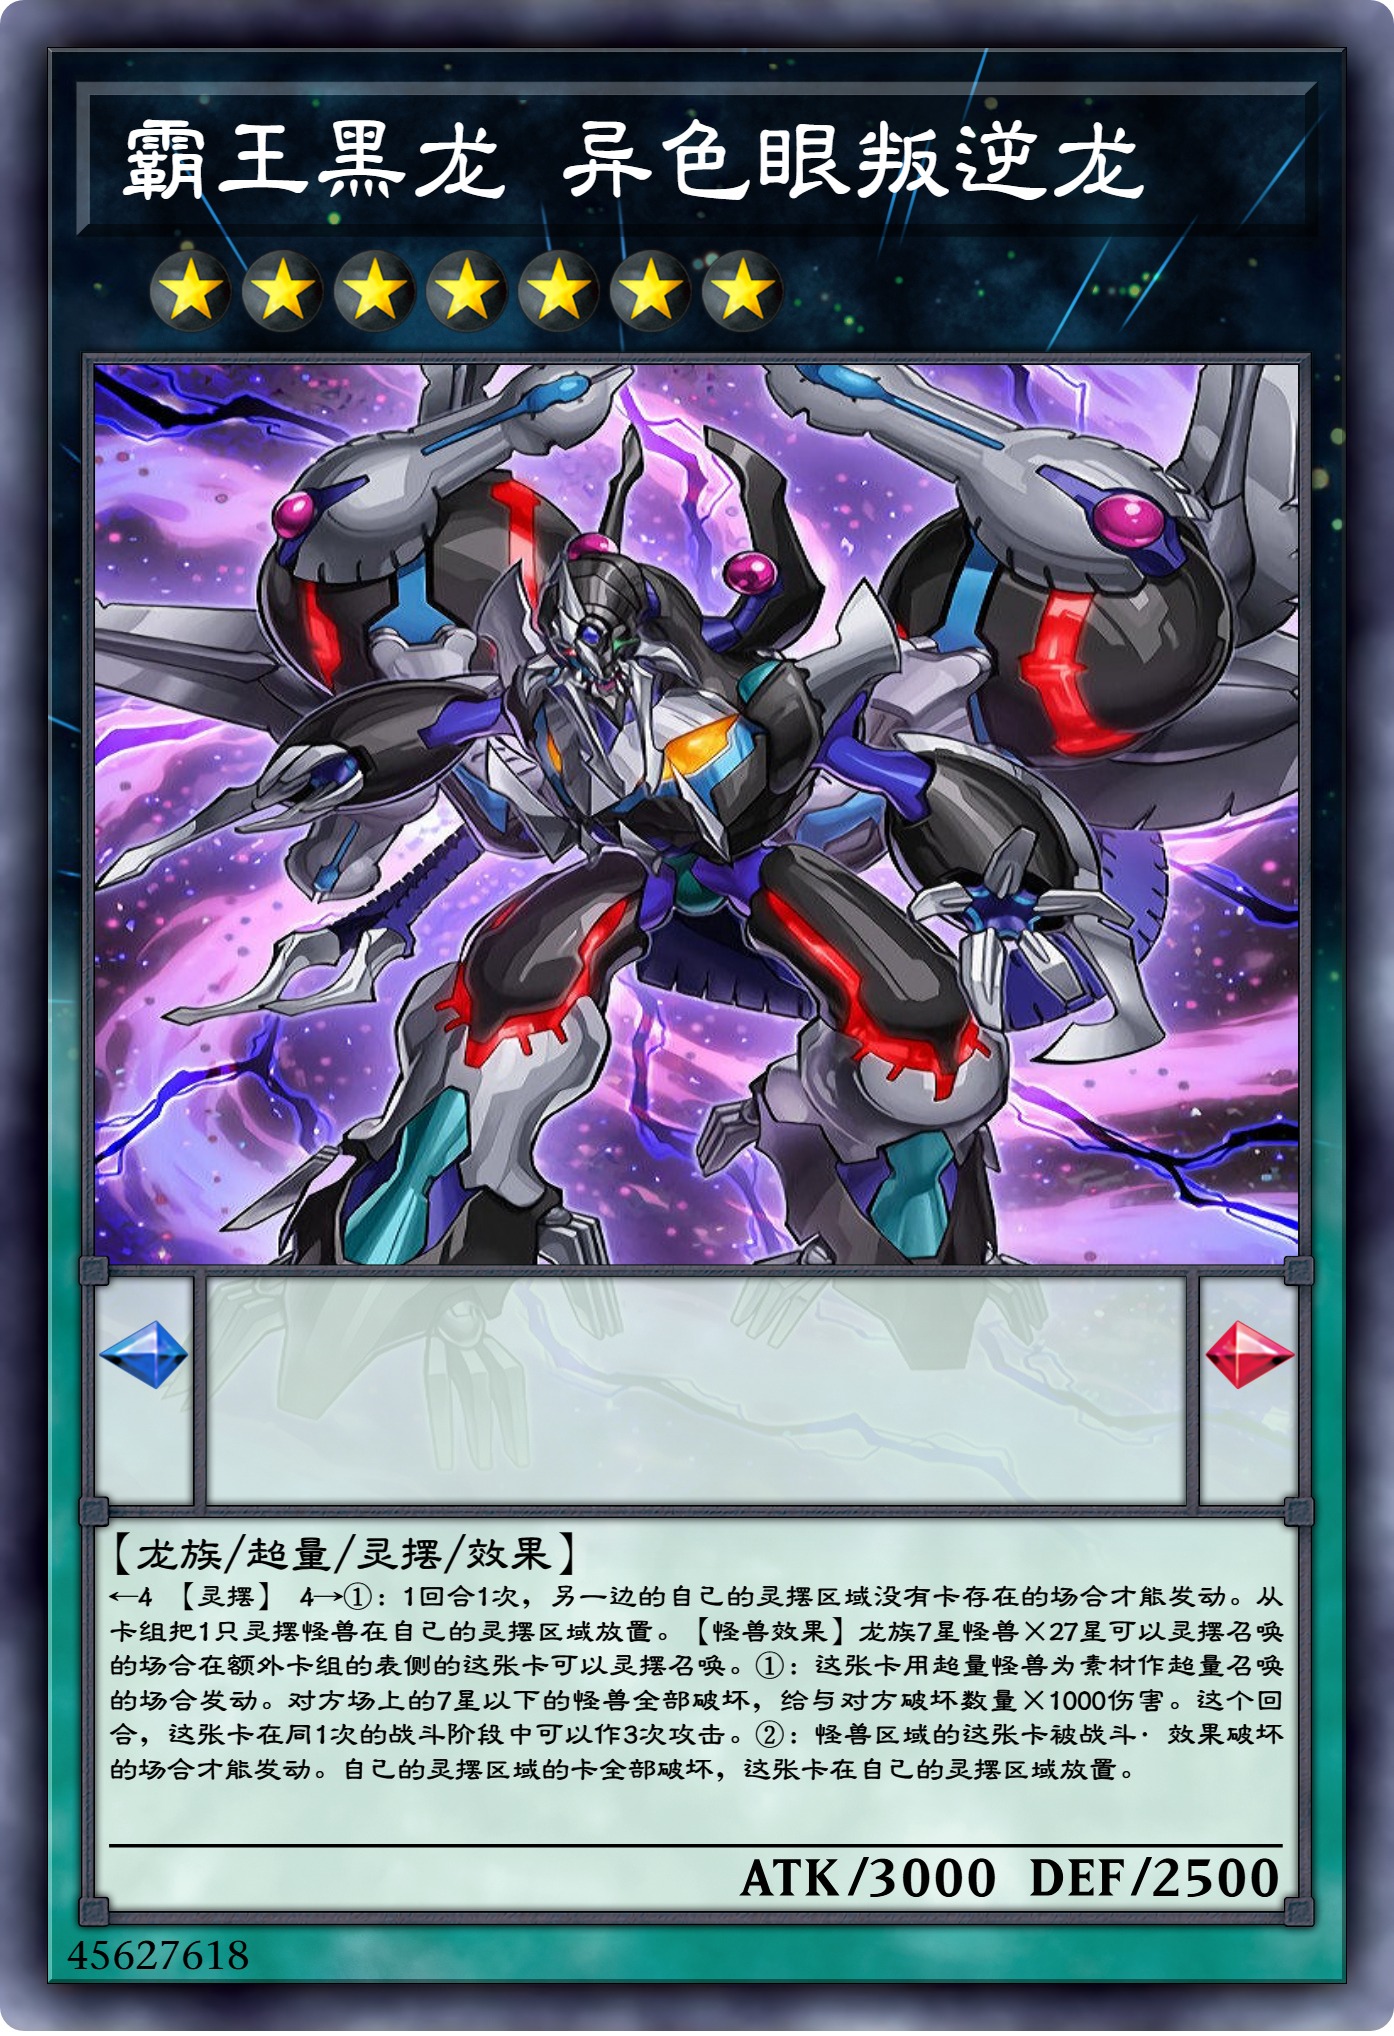 霸王黑龙 异色眼叛逆龙
【龙族/超量/灵摆/效果】
←4 【灵摆】 4→①：1回合1次，另一边的自己的灵摆区域没有卡存在的场合才能发动。从
卡组把1只灵摆怪兽在自己的灵摆区域放置。【怪兽效果】龙族7星怪兽×27星可以灵摆召唤
的场合在额外卡组的表侧的这张卡可以灵摆召唤。①：这张卡用超量怪兽为素材作超量召唤
的场合发动。对方场上的7星以下的怪兽全部破坏，给与对方破坏数量×1000伤害。这个回
合，这张卡在同1次的战斗阶段中可以作3次攻击。②：怪兽区域的这张卡被战斗·效果破坏
的场合才能发动。自己的灵摆区域的卡全部破坏，这张卡在自己的灵摆区域放置。
ATK/3000 DEF/2500
45627618